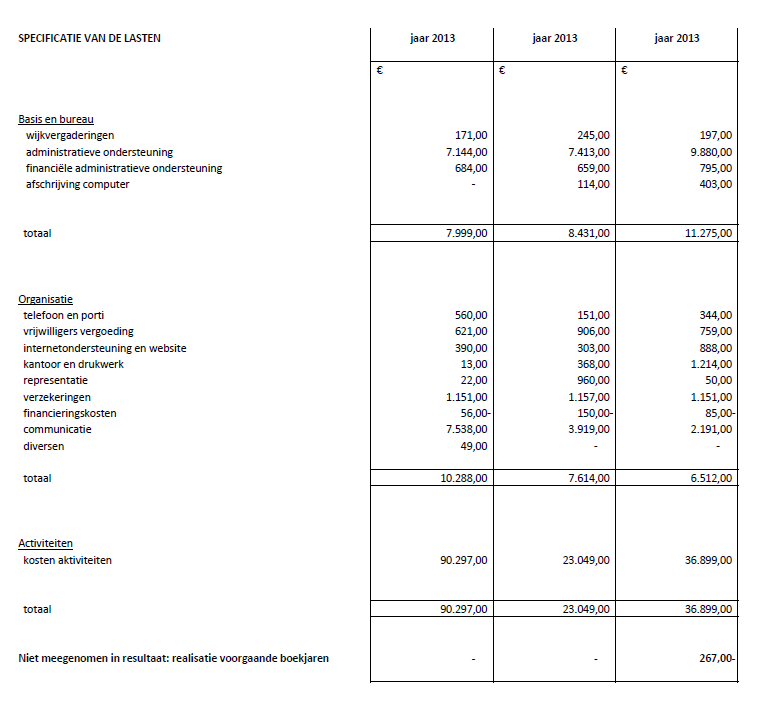 SPECIFICATIE VAN DE LASTEN jaar 2013 jaar 2013 jaar 2013
€ € €
Basis en bureau
wijkvergaderingen 171,00 245,00 197,00
administratieve ondersteuning 7.144,00 7.413,00 9.880,00
financiële administratieve ondersteuning 684,00 659,00 795,00
afschrijving computer - 114,00 403,00
totaal 7.999,00 8.431,00 11.275,00
Organisatie
telefoon en porti 560,00 151,00 344,00
vrijwilligers vergoeding 621,00 906,00 759,00
internetondersteuning en website 390,00 303,00 888,00
kantoor en drukwerk 13,00 368,00 1.214,00
representatie 22,00 960,00 50,00
verzekeringen 1.151,00 1.157,00 1.151,00
financieringskosten 56,00- 150,00- 85,00-
communicatie 7.538,00 3.919,00 2.191,00
diversen 49,00 - -
totaal 10.288,00 7.614,00 6.512,00
Activiteiten
kosten aktiviteiten 90.297,00 23.049,00 36.899,00
totaal 90.297,00 23.049,00 36.899,00
Niet meegenomen in resultaat: realisatie voorgaande boekjaren - - 267,00-